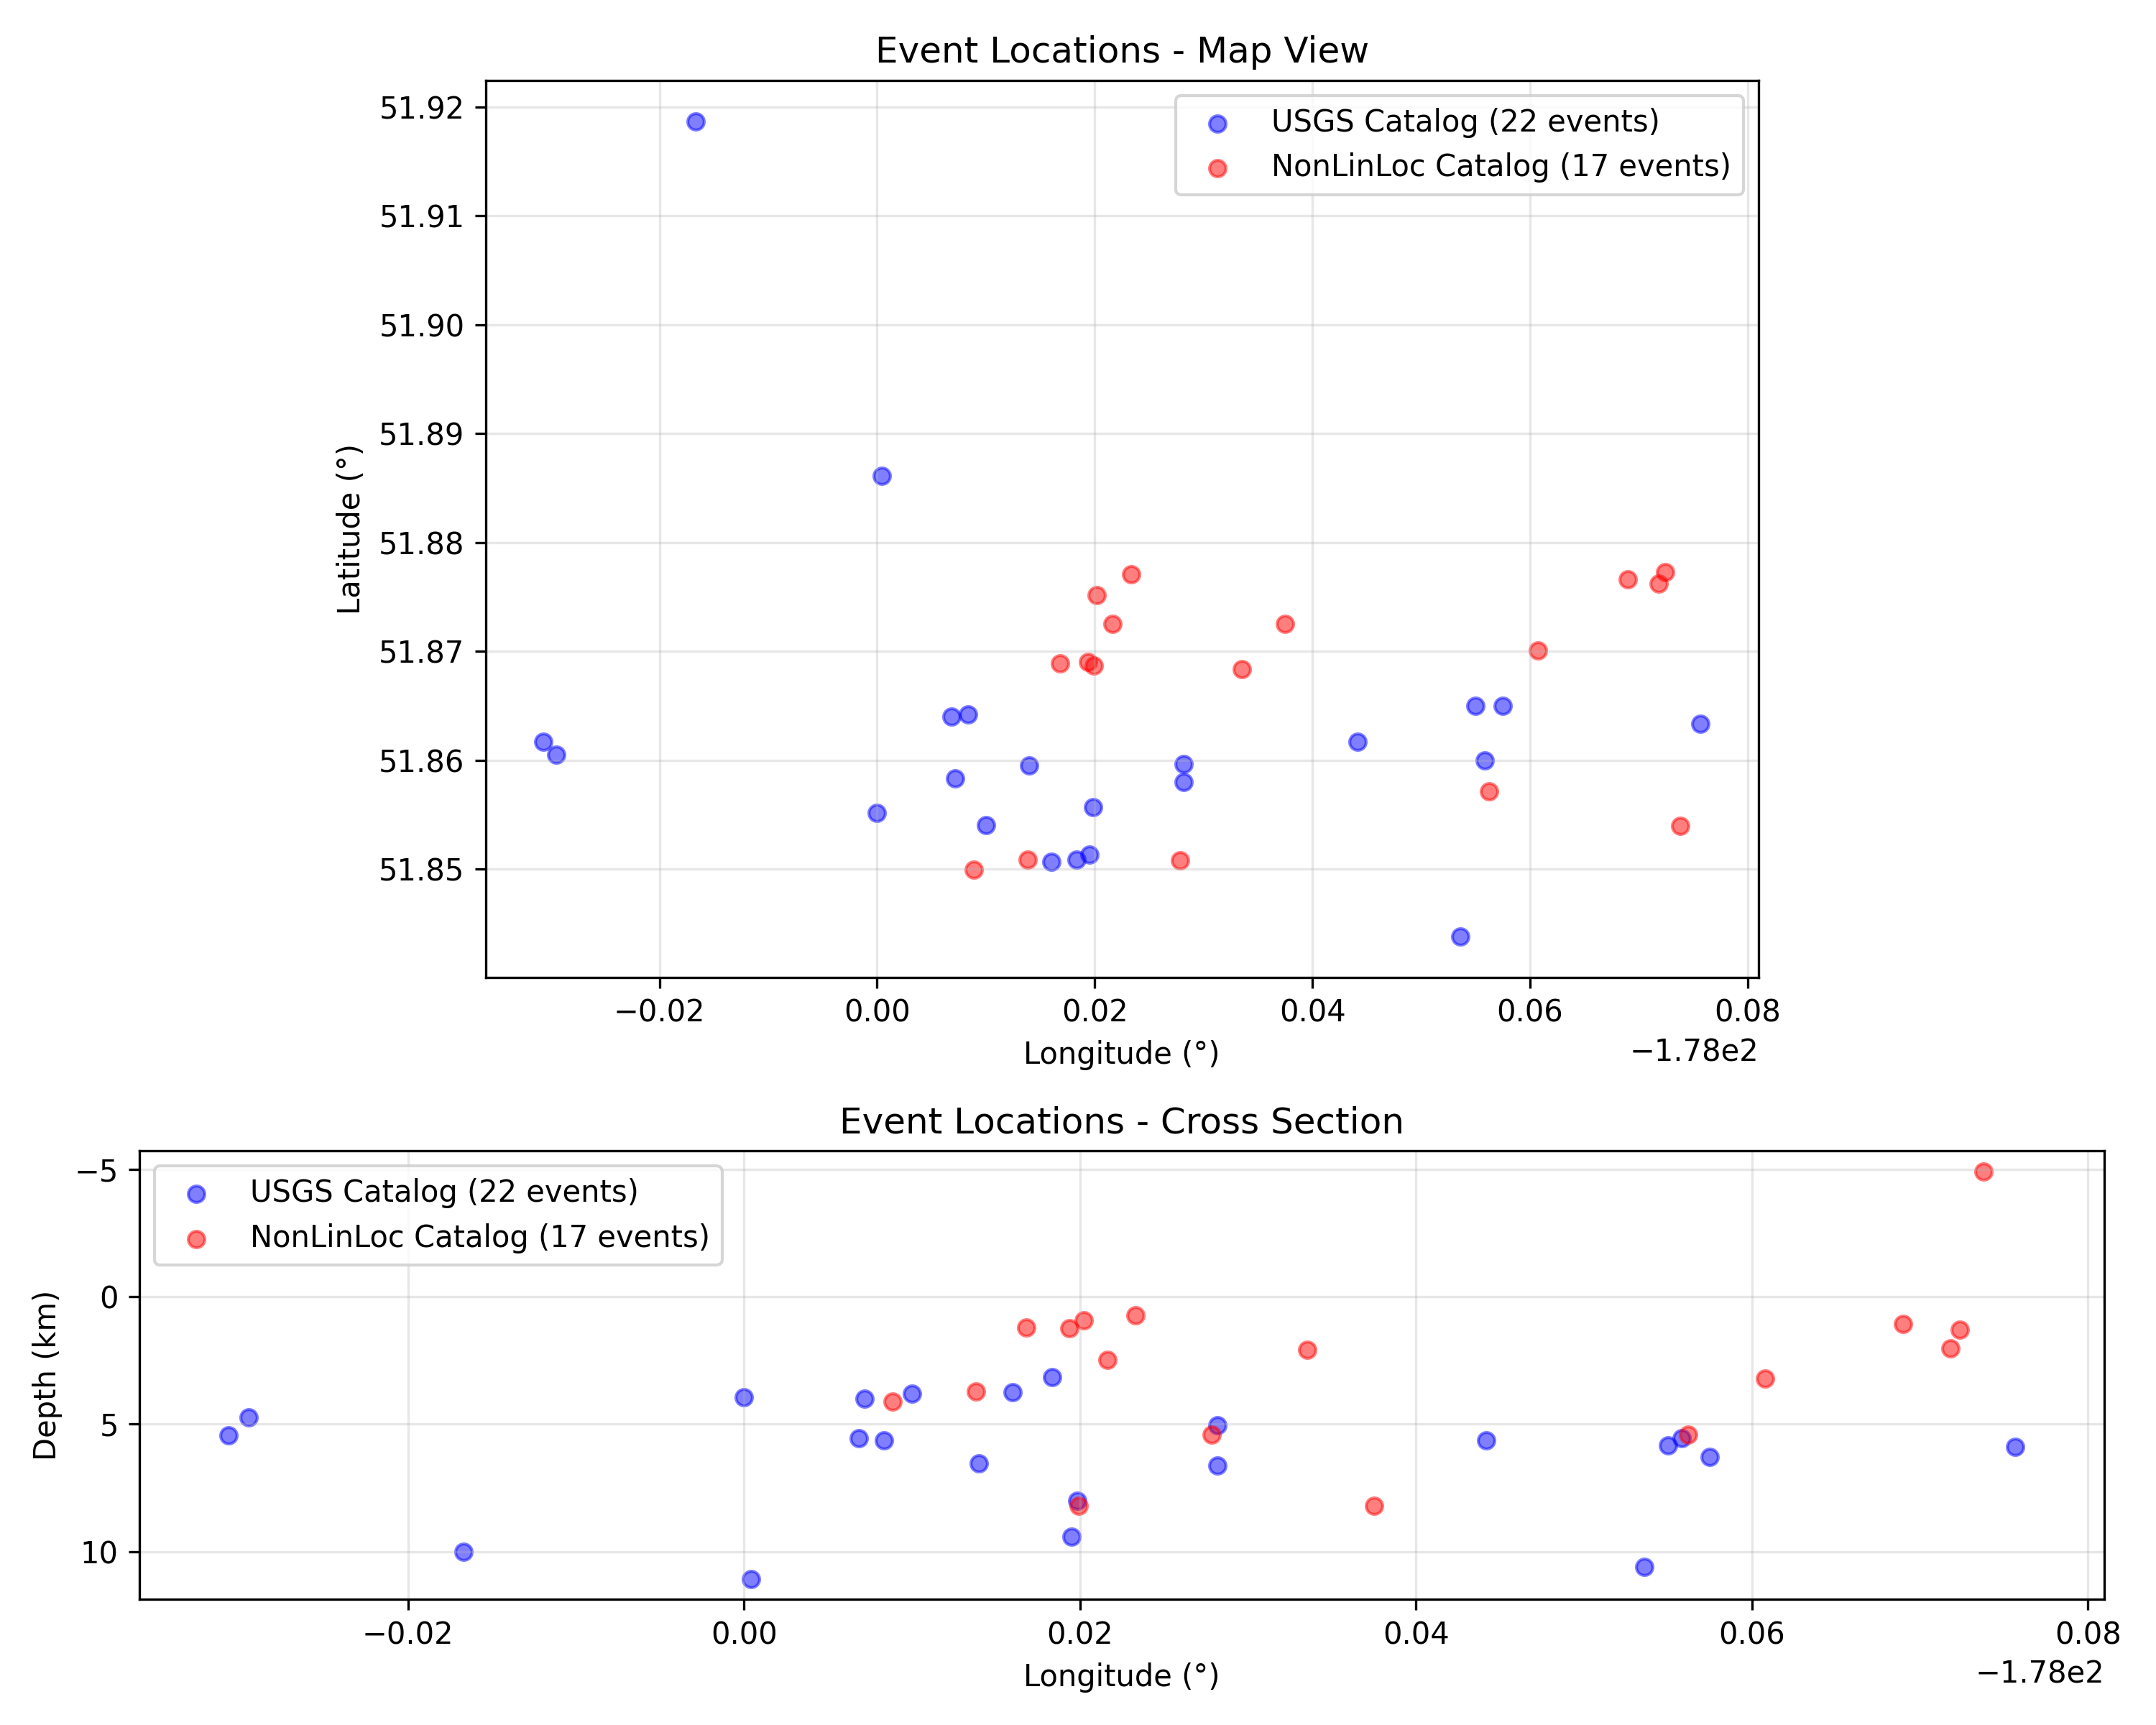 Event Locations - Map View
USGS Catalog (22 events)
NonLinLoc Catalog (17 events)
51.92
51.91
51.90
51.89
51.88
51.87
51.86
51.85
Latitude (°)
−0.02 0.00 0.02 0.04 0.06 0.08
Longitude (°)
−1.78e2
Event Locations - Cross Section
USGS Catalog (22 events)
NonLinLoc Catalog (17 events)
−5
0
5
10
Depth (km)
−0.02 0.00 0.02 0.04 0.06 0.08
Longitude (°)
−1.78e2